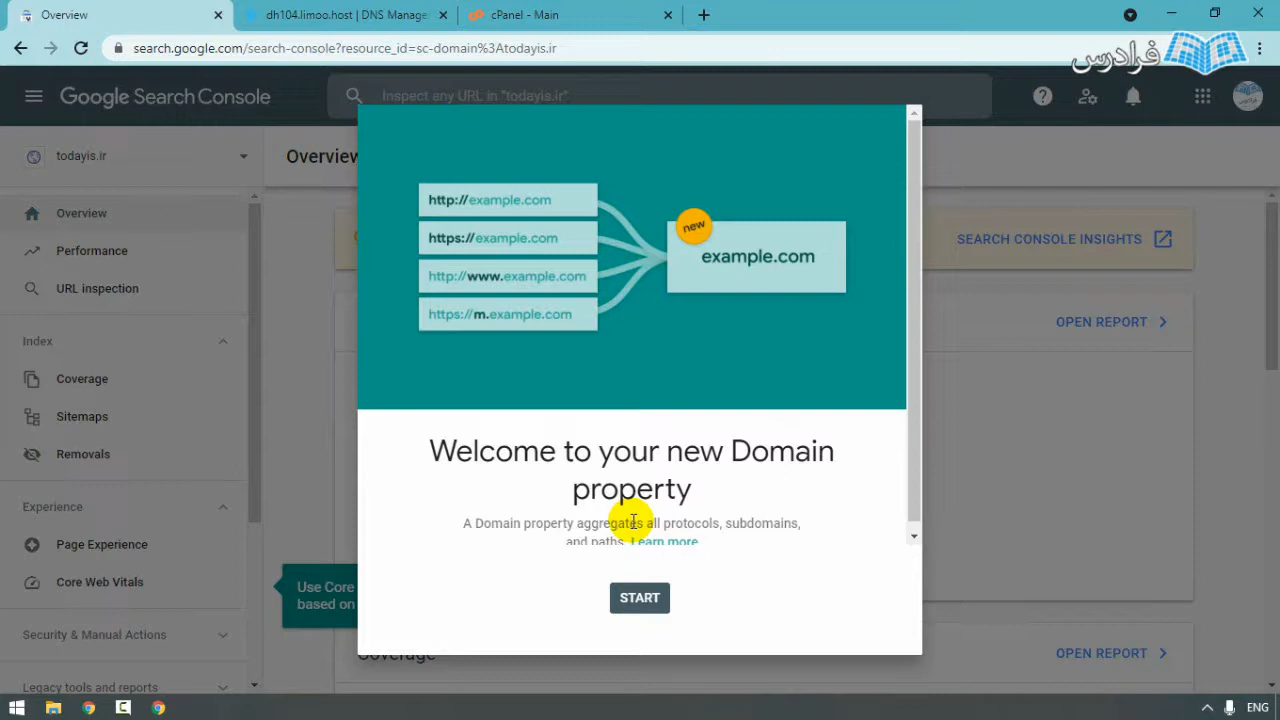 Overview
dh104.limoo.host | DNS Manage
cPanel - Main
search.google.com/search-console?resource_id=sc-domain%3Atodayis.ir
فرادرس
Google Search Console
Inspect any URL in "todayis.ir"
todayis.ir
Overview
Performance
URL inspection
Index
Coverage
Sitemaps
Removals
Experience
Page Experience
Core Web Vitals
Security & Manual Actions
Legacy tools and reports
Use Core
based on
Overview
SEARCH CONSOLE INSIGHTS
OPEN REPORT
Coverage
OPEN REPORT
http://example.com
https://example.com
http://www.example.com
https://m.example.com
new
example.com
Welcome to your new Domain
property
A Domain property aggregates all protocols, subdomains,
and paths. Learn more
START
ENG